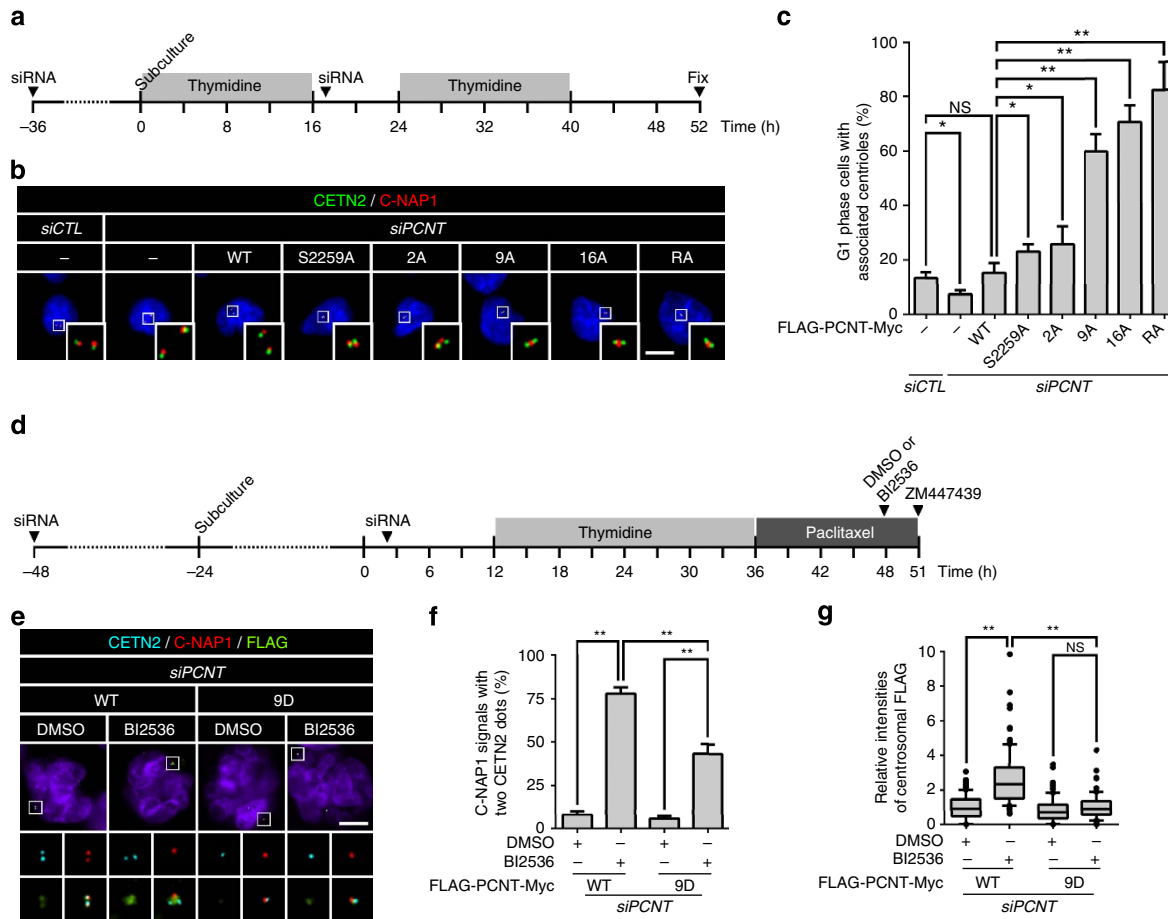 a
siRNA
Subculture
Thymidine
siRNA
Thymidine
Fix
–36
0
8
16
24
32
40
48
52
Time (h)
b
CETN2 / C-NAP1
siCTL
siPCNT
–
–
WT
S2259A
2A
9A
16A
RA
c
G1 phase cells with
associated centrioles (%)
100
80
60
40
20
0
NS
*
*
*
**
**
**
FLAG-PCNT-Myc
–
–
WT
S2259A
2A
9A
16A
RA
siCTL
siPCNT
d
siRNA
Subculture
siRNA
Thymidine
Paclitaxel
DMSO or
BI2536
ZM447439
–48
–24
0
6
12
18
24
30
36
42
48
51
Time (h)
e
CETN2 / C-NAP1 / FLAG
siPCNT
WT
9D
DMSO
BI2536
DMSO
BI2536
f
C-NAP1 signals with
two CETN2 dots (%)
100
75
50
25
0
**
**
**
DMSO + – + –
BI2536 – + – +
FLAG-PCNT-Myc WT 9D
siPCNT
g
Relative intensities
of centrosomal FLAG
10
8
6
4
2
0
**
**
NS
DMSO + – + –
BI2536 – + – +
FLAG-PCNT-Myc WT 9D
siPCNT